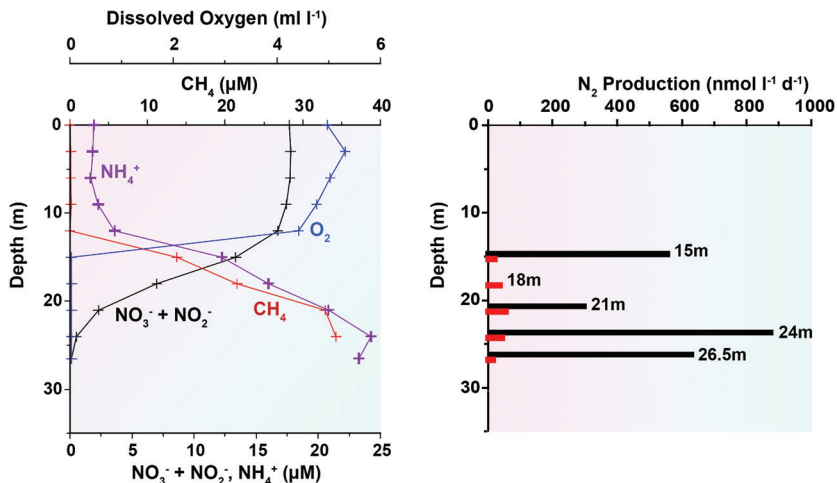 Dissolved Oxygen (ml l⁻¹)
0 2 4 6
CH₄ (µM)
0 10 20 30 40
0
10
20
30
Depth (m)
NH₄⁺
O₂
NO₃⁻ + NO₂⁻
CH₄
0 5 10 15 20 25
NO₃⁻ + NO₂⁻, NH₄⁺ (µM)
N₂ Production (nmol l⁻¹ d⁻¹)
0 200 400 600 800 1000
0
10
20
30
Depth (m)
15m
18m
21m
24m
26.5m